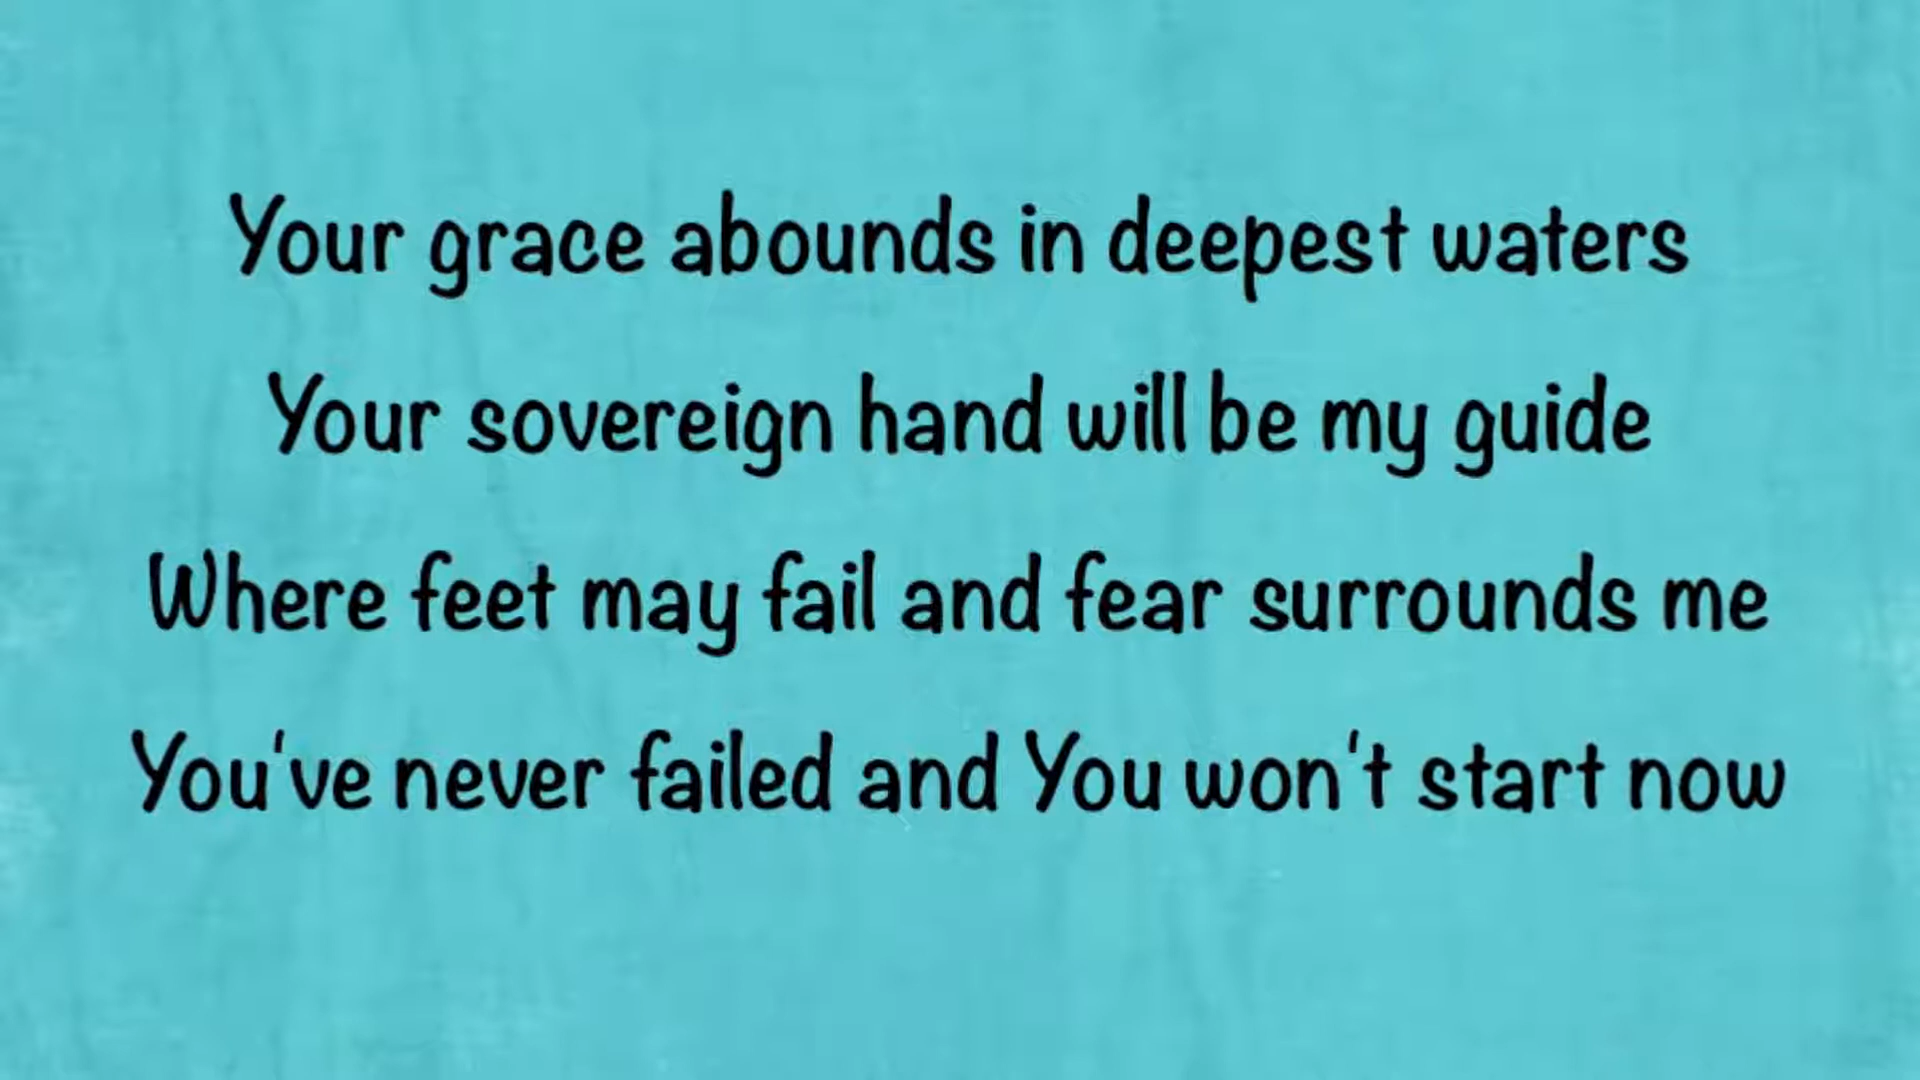 Your grace abounds in deepest waters
Your sovereign hand will be my guide
Where feet may fail and fear surrounds me
You've never failed and You won't start now